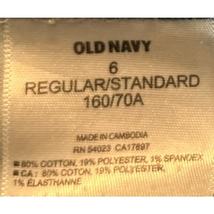 OLD NAVY
6
REGULAR/STANDARD
160/70A
MADE IN CAMBODIA
RN 54023 CA17897
80% COTTON, 19% POLYESTER, 1% SPANDEX
CA: 80% COTON, 19% POLYESTER,
1% ÉLASTHANNE